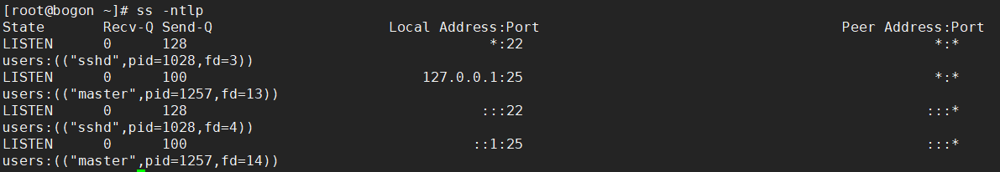 [root@bogon ~]# ss -ntlp
State Recv-Q Send-Q Local Address:Port Peer Address:Port
LISTEN 0 128 *:22 *:*
users:(("sshd",pid=1028,fd=3))
LISTEN 0 100 127.0.0.1:25 *:*
users:(("master",pid=1257,fd=13))
LISTEN 0 128 :::22 :::*
users:(("sshd",pid=1028,fd=4))
LISTEN 0 100 ::1:25 :::*
users:(("master",pid=1257,fd=14))